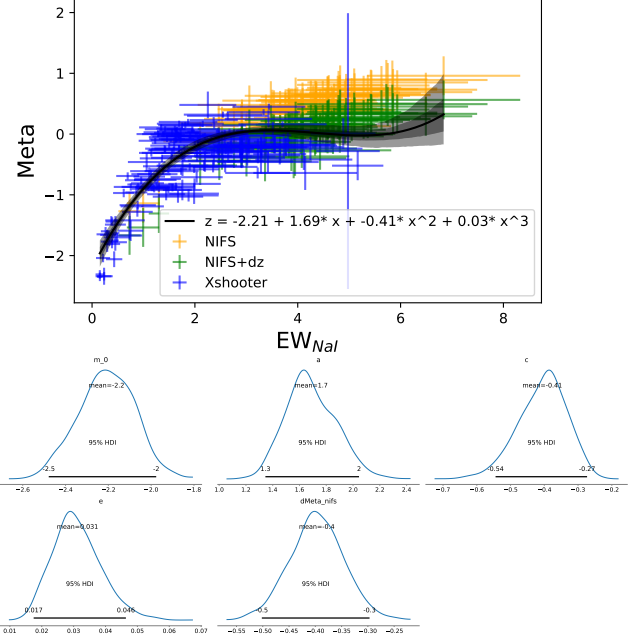 2
1
0
−1
−2
Meta
z = -2.21 + 1.69* x + -0.41* x^2 + 0.03* x^3
NIFS
NIFS+dz
Xshooter
0 2 4 6 8
EW_NaI
m_0
mean=-2.2
95% HDI
-2.5 -2
−2.6 −2.4 −2.2 −2.0 −1.8
a
mean=1.7
95% HDI
1.3 2
1.0 1.2 1.4 1.6 1.8 2.0 2.2 2.4
c
mean=-0.41
95% HDI
-0.54 -0.27
−0.7 −0.6 −0.5 −0.4 −0.3 −0.2
e
mean=0.031
95% HDI
0.017 0.046
0.01 0.02 0.03 0.04 0.05 0.06 0.07
dMeta_nifs
mean=-0.4
95% HDI
-0.5 -0.3
−0.55 −0.50 −0.45 −0.40 −0.35 −0.30 −0.25